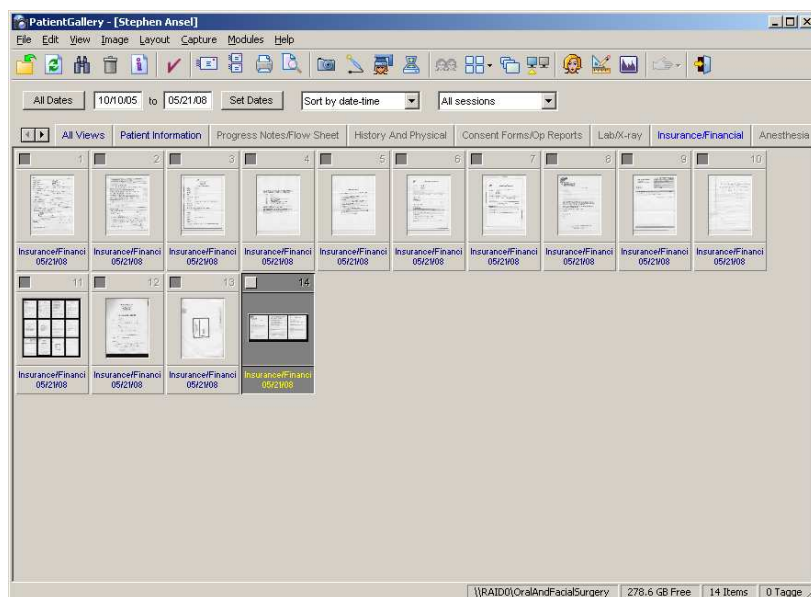 PatientGallery - [Stephen Ansel]
File Edit View Image Layout Capture Modules Help
All Dates 10/10/05 to 05/21/08 Set Dates Sort by date-time All sessions
All Views Patient Information Progress Notes/Flow Sheet History And Physical Consent Forms/Op Reports Lab/X-ray Insurance/Financial Anesthesia
1 2 3 4 5 6 7 8 9 10
Insurance/Financi Insurance/Financi Insurance/Financi Insurance/Financi Insurance/Financi Insurance/Financi Insurance/Financi Insurance/Financi Insurance/Financi Insurance/Financi
05/21/08 05/21/08 05/21/08 05/21/08 05/21/08 05/21/08 05/21/08 05/21/08 05/21/08 05/21/08
11 12 13 14
Insurance/Financi Insurance/Financi Insurance/Financi Insurance/Financi
05/21/08 05/21/08 05/21/08 05/21/08
\\RAID0\OralAndFacialSurgery 278.6 GB Free 14 Items 0 Tagge